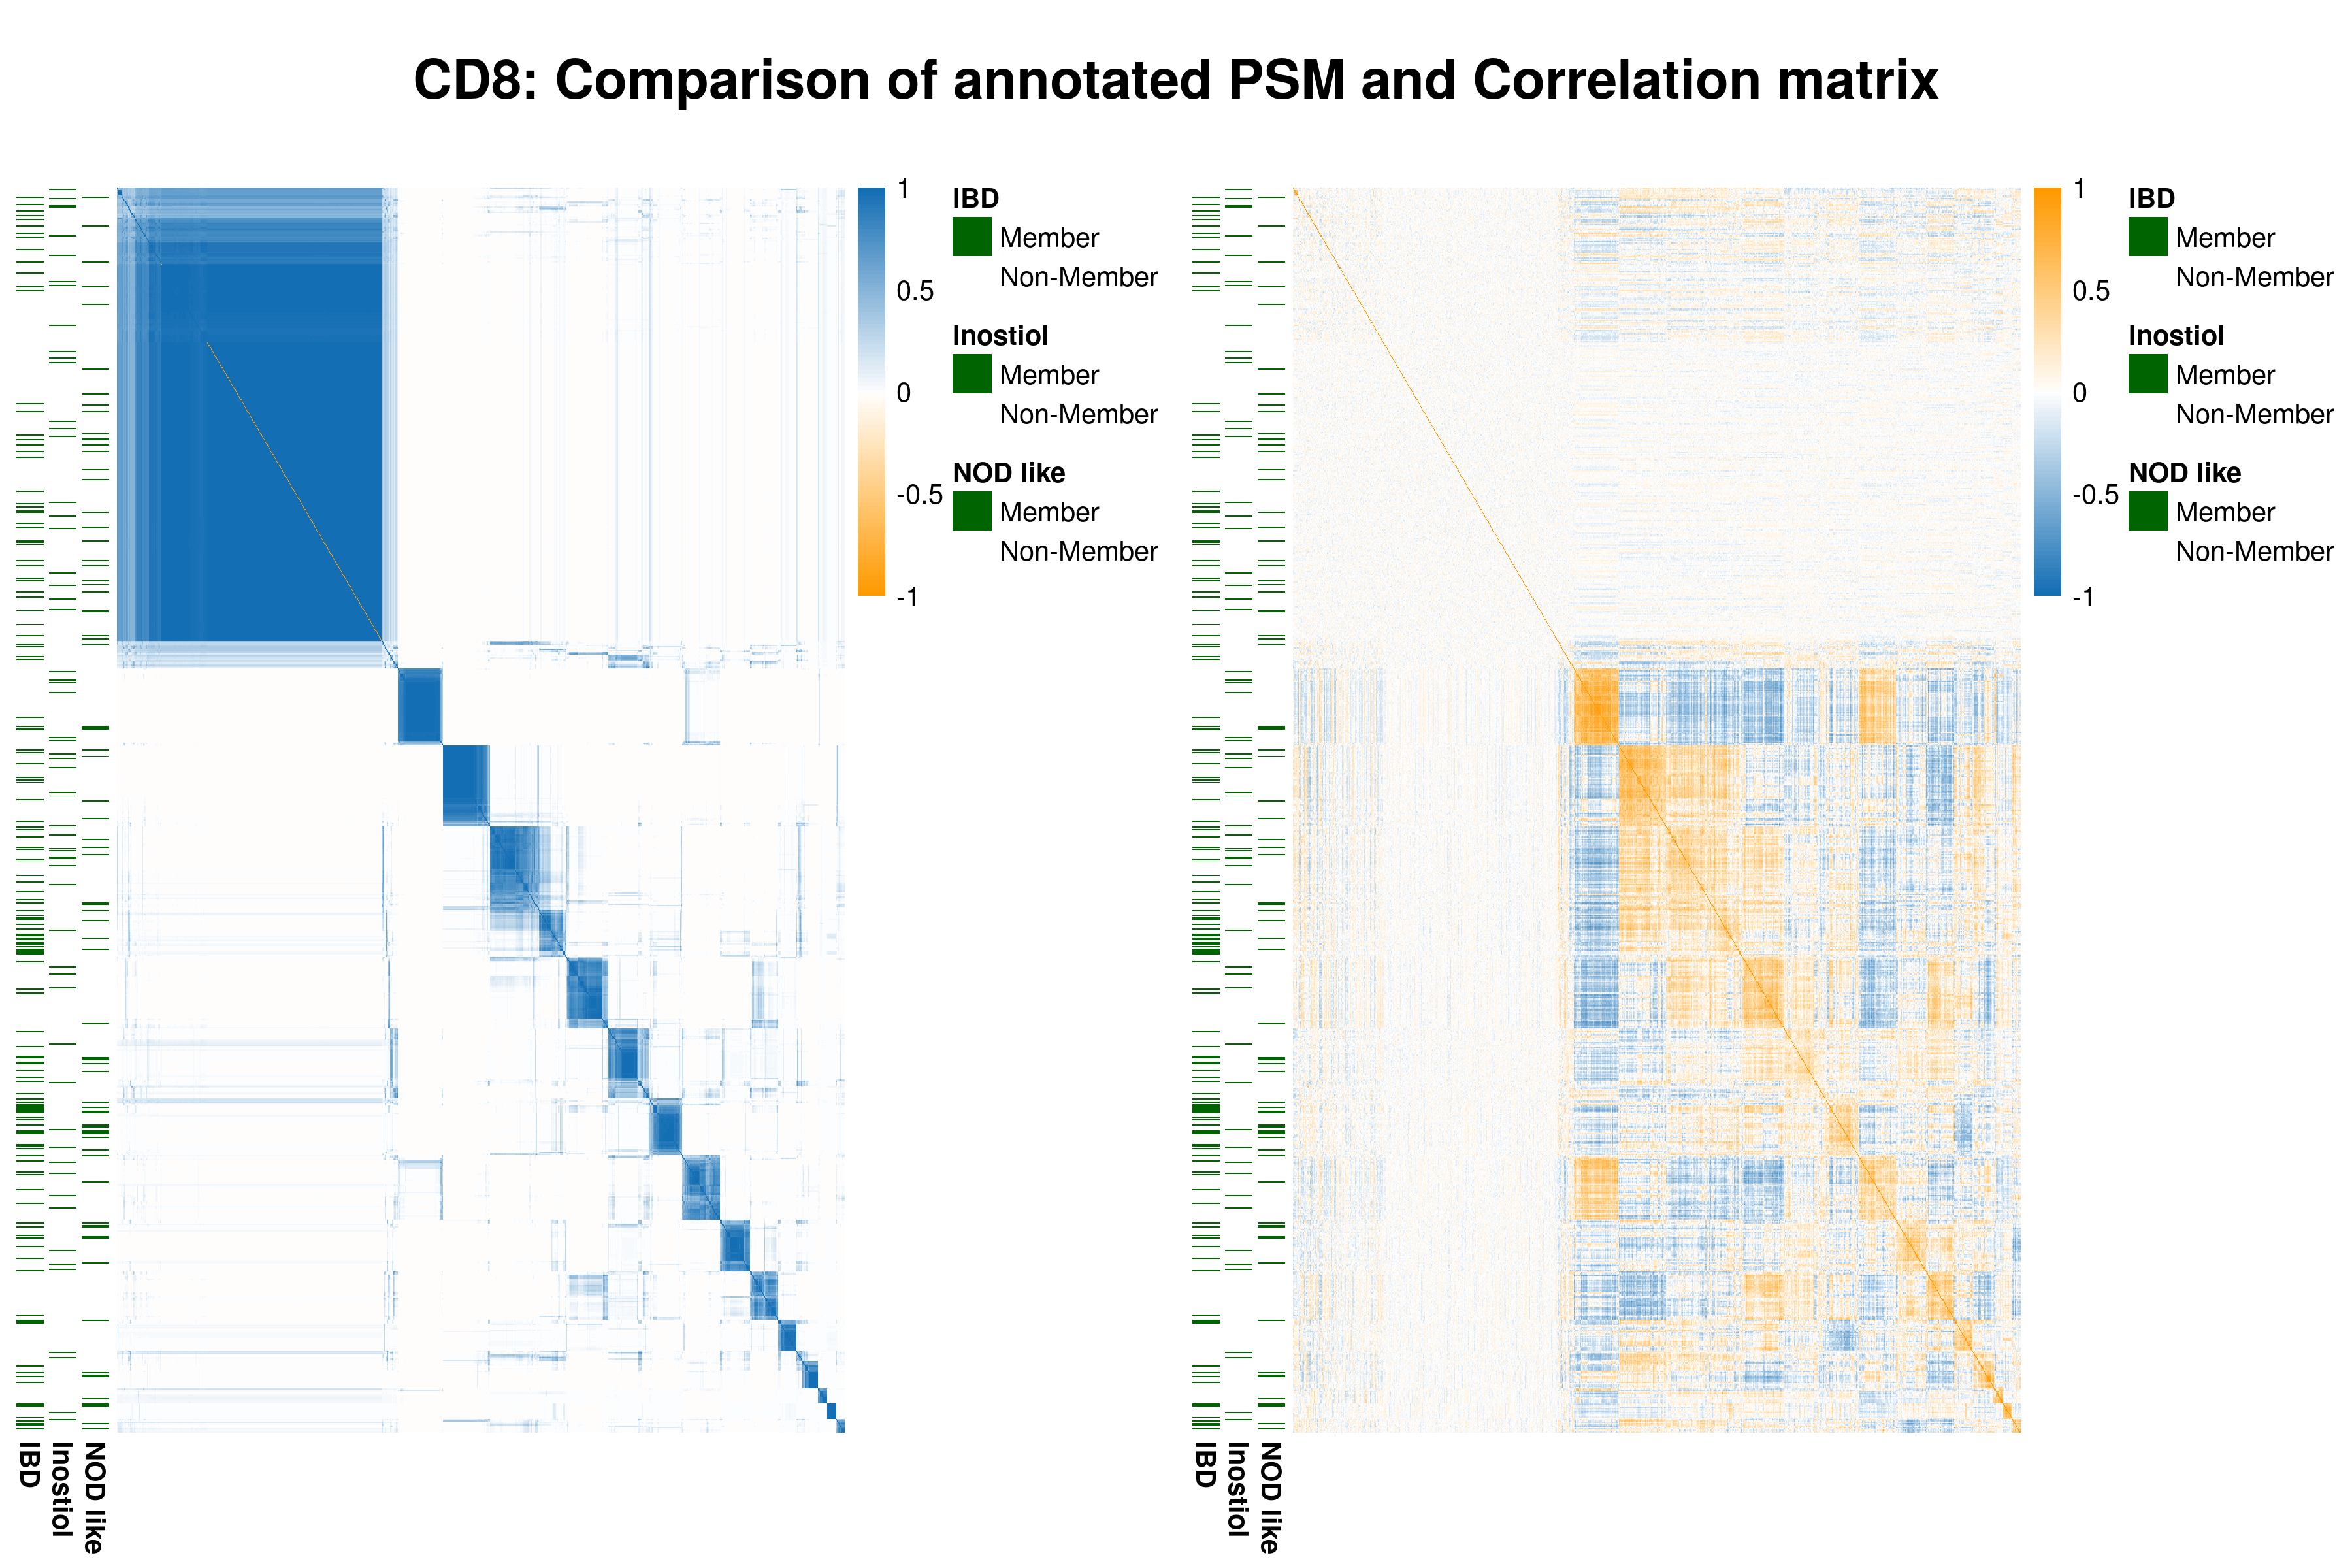 CD8: Comparison of annotated PSM and Correlation matrix
1
0.5
0
-0.5
-1
IBD
Member
Non-Member
Inostiol
Member
Non-Member
NOD like
Member
Non-Member
IBD
Inostiol
NOD like
1
0.5
0
-0.5
-1
IBD
Member
Non-Member
Inostiol
Member
Non-Member
NOD like
Member
Non-Member
IBD
Inostiol
NOD like